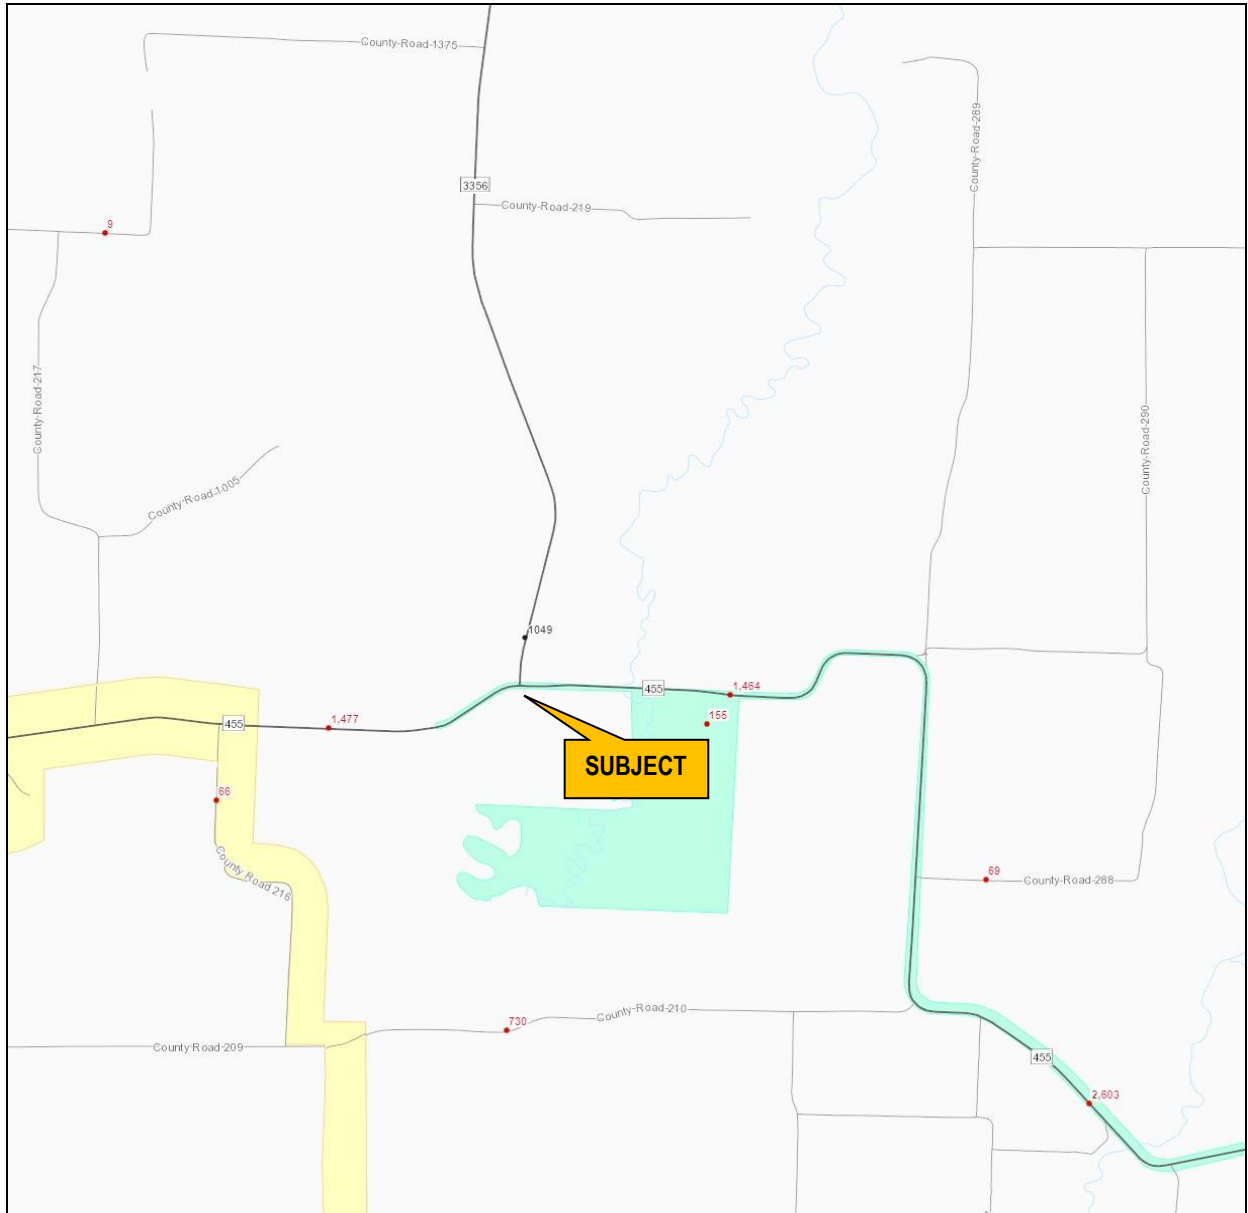 County-Road-1375
County-Road-289
3356
County-Road-219
9
County-Road-217
County-Road-290
County-Road-1005
1049
455
1,464
155
455
1,477
SUBJECT
66
County Road 216
69
County-Road-288
County-Road-210
730
County-Road-209
455
2,603